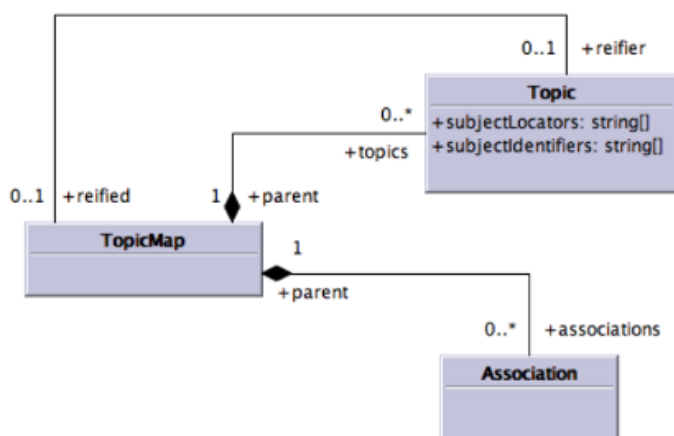 0..1 +reifier
Topic
+subjectLocators: string[]
+subjectIdentifiers: string[]
0..*
+topics
0..1 +reified
1 +parent
TopicMap
1
+parent
0..* +associations
Association